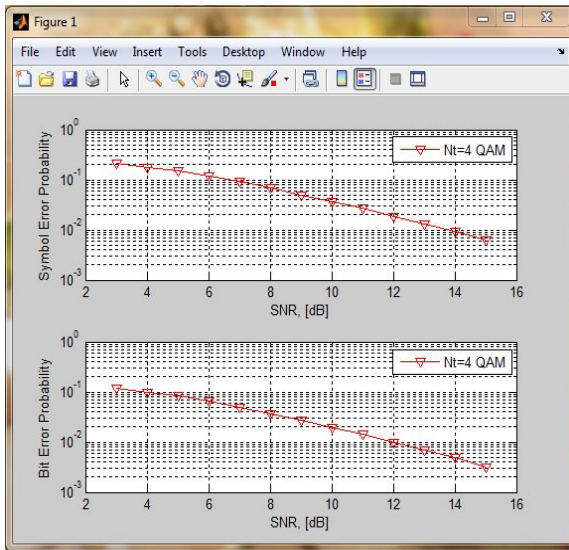 Figure 1
File Edit View Insert Tools Desktop Window Help
10^0
10^-1
10^-2
10^-3
Symbol Error Probability
Nt=4 QAM
2 4 6 8 10 12 14 16
SNR, [dB]
10^0
10^-1
10^-2
10^-3
Bit Error Probability
Nt=4 QAM
2 4 6 8 10 12 14 16
SNR, [dB]